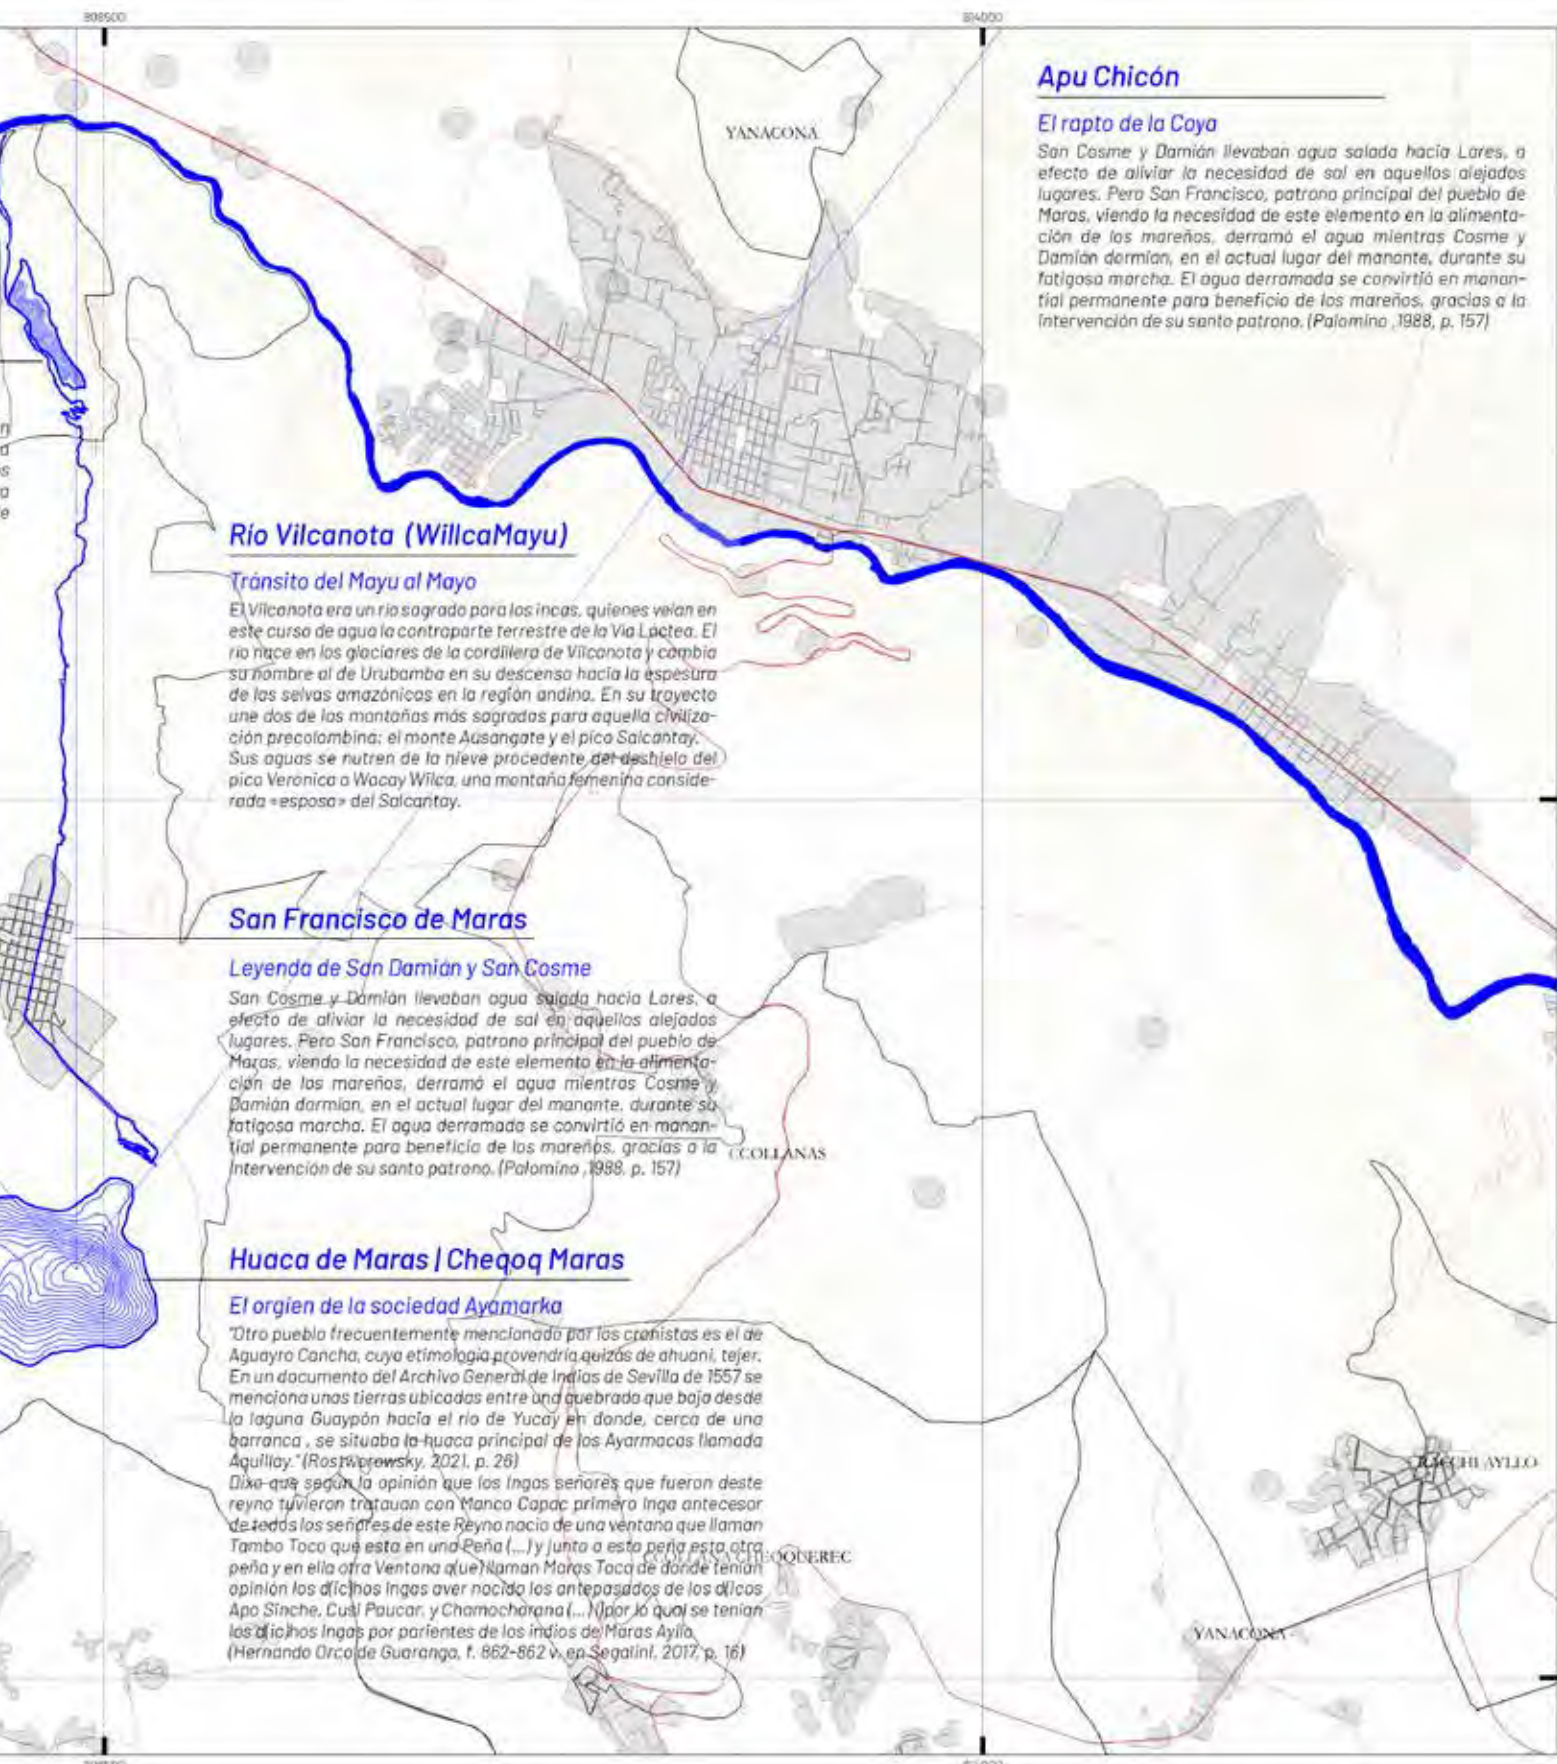 814000
YANACONA
Apu Chicón
El rapto de la Coya
San Cosme y Damián llevaban agua salada hacia Lares, a
efecto de aliviar la necesidad de sal en aquellos alejados
lugares. Pero San Francisco, patrono principal del pueblo de
Maras, viendo la necesidad de este elemento en la alimenta-
ción de los mareños, derramó el agua mientras Cosme y
Damián dormían, en el actual lugar del manante, durante su
fatigosa marcha. El agua derramada se convirtió en manan-
tial permanente para beneficio de los mareños, gracias a la
intervención de su santo patrono. (Palomino ,1988, p. 157)
Río Vilcanota (WillcaMayu)
Tránsito del Mayu al Mayo
El Vilcanota era un río sagrado para los incas, quienes veían en
este curso de agua la contraparte terrestre de la Vía Láctea. El
río nace en los glaciares de la cordillera de Vilcanota y cambia
su nombre al de Urubamba en su descenso hacia la espesura
de las selvas amazónicas en la región andina. En su trayecto
une dos de las montañas más sagradas para aquella civiliza-
ción precolombina: el monte Ausangate y el pico Salcantay.
Sus aguas se nutren de la nieve procedente del deshielo del
pico Verónica o Wacay Wilca, una montaña femenina conside-
rada «esposa» del Salcantay.
San Francisco de Maras
Leyenda de San Damián y San Cosme
San Cosme y Damián llevaban agua salada hacia Lares, a
efecto de aliviar la necesidad de sal en aquellos alejados
lugares. Pero San Francisco, patrono principal del pueblo de
Maras, viendo la necesidad de este elemento en la alimenta-
ción de los mareños, derramó el agua mientras Cosme y
Damián dormían, en el actual lugar del manante, durante su
fatigosa marcha. El agua derramada se convirtió en manan-
tial permanente para beneficio de los mareños, gracias a la
intervención de su santo patrono. (Palomino ,1988, p. 157)
CCOLLANAS
Huaca de Maras | Cheqoq Maras
El orgien de la sociedad Ayamarka
"Otro pueblo frecuentemente mencionado por los cronistas es el de
Aguayro Cancha, cuya etimología provendría quizás de ahuani, tejer.
En un documento del Archivo General de Indias de Sevilla de 1557 se
menciona unas tierras ubicadas entre una quebrada que baja desde
la laguna Guaypón hacia el río de Yucay en donde, cerca de una
barranca , se situaba la huaca principal de los Ayarmacas llamada
Aquillay." (Rostworowsky, 2021, p. 26)
Dixo que según la opinión que los Ingas señores que fueron deste
reyno tuvieron tratauan con Manco Capac primero Inga antecesor
de todos los señores de este Reyno nacio de una ventana que llaman
Tambo Toco que esta en una Peña (...) y junto a esta peña esta otra
peña y en ella otra Ventana q(ue) llaman Maras Toco de donde tenian
opinión los d(ic)hos Ingas aver nacido los antepasados de los d()cos
Apo Sinche, Cusi Paucar, y Chamocharana (...) ()por lo qual se tenian
los d(ic)hos Ingas por parientes de los indios de Maras Ayllo
(Hernando Orco de Guaranga, f. 862-862 v. en Segalini, 2017, p. 16)
CCOLLANA CHEQQUEREC
RACCHI AYLLO
YANACONA